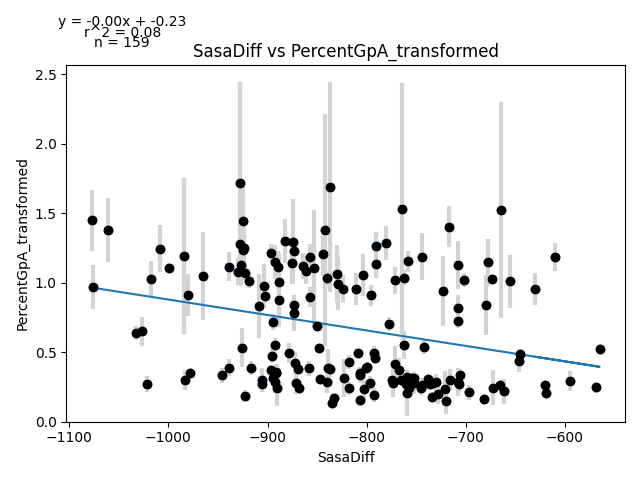 y = -0.00x + -0.23
r^2 = 0.08
n = 159
SasaDiff vs PercentGpA_transformed
2.5
2.0
1.5
1.0
0.5
0.0
PercentGpA_transformed
−1100 −1000 −900 −800 −700 −600
SasaDiff